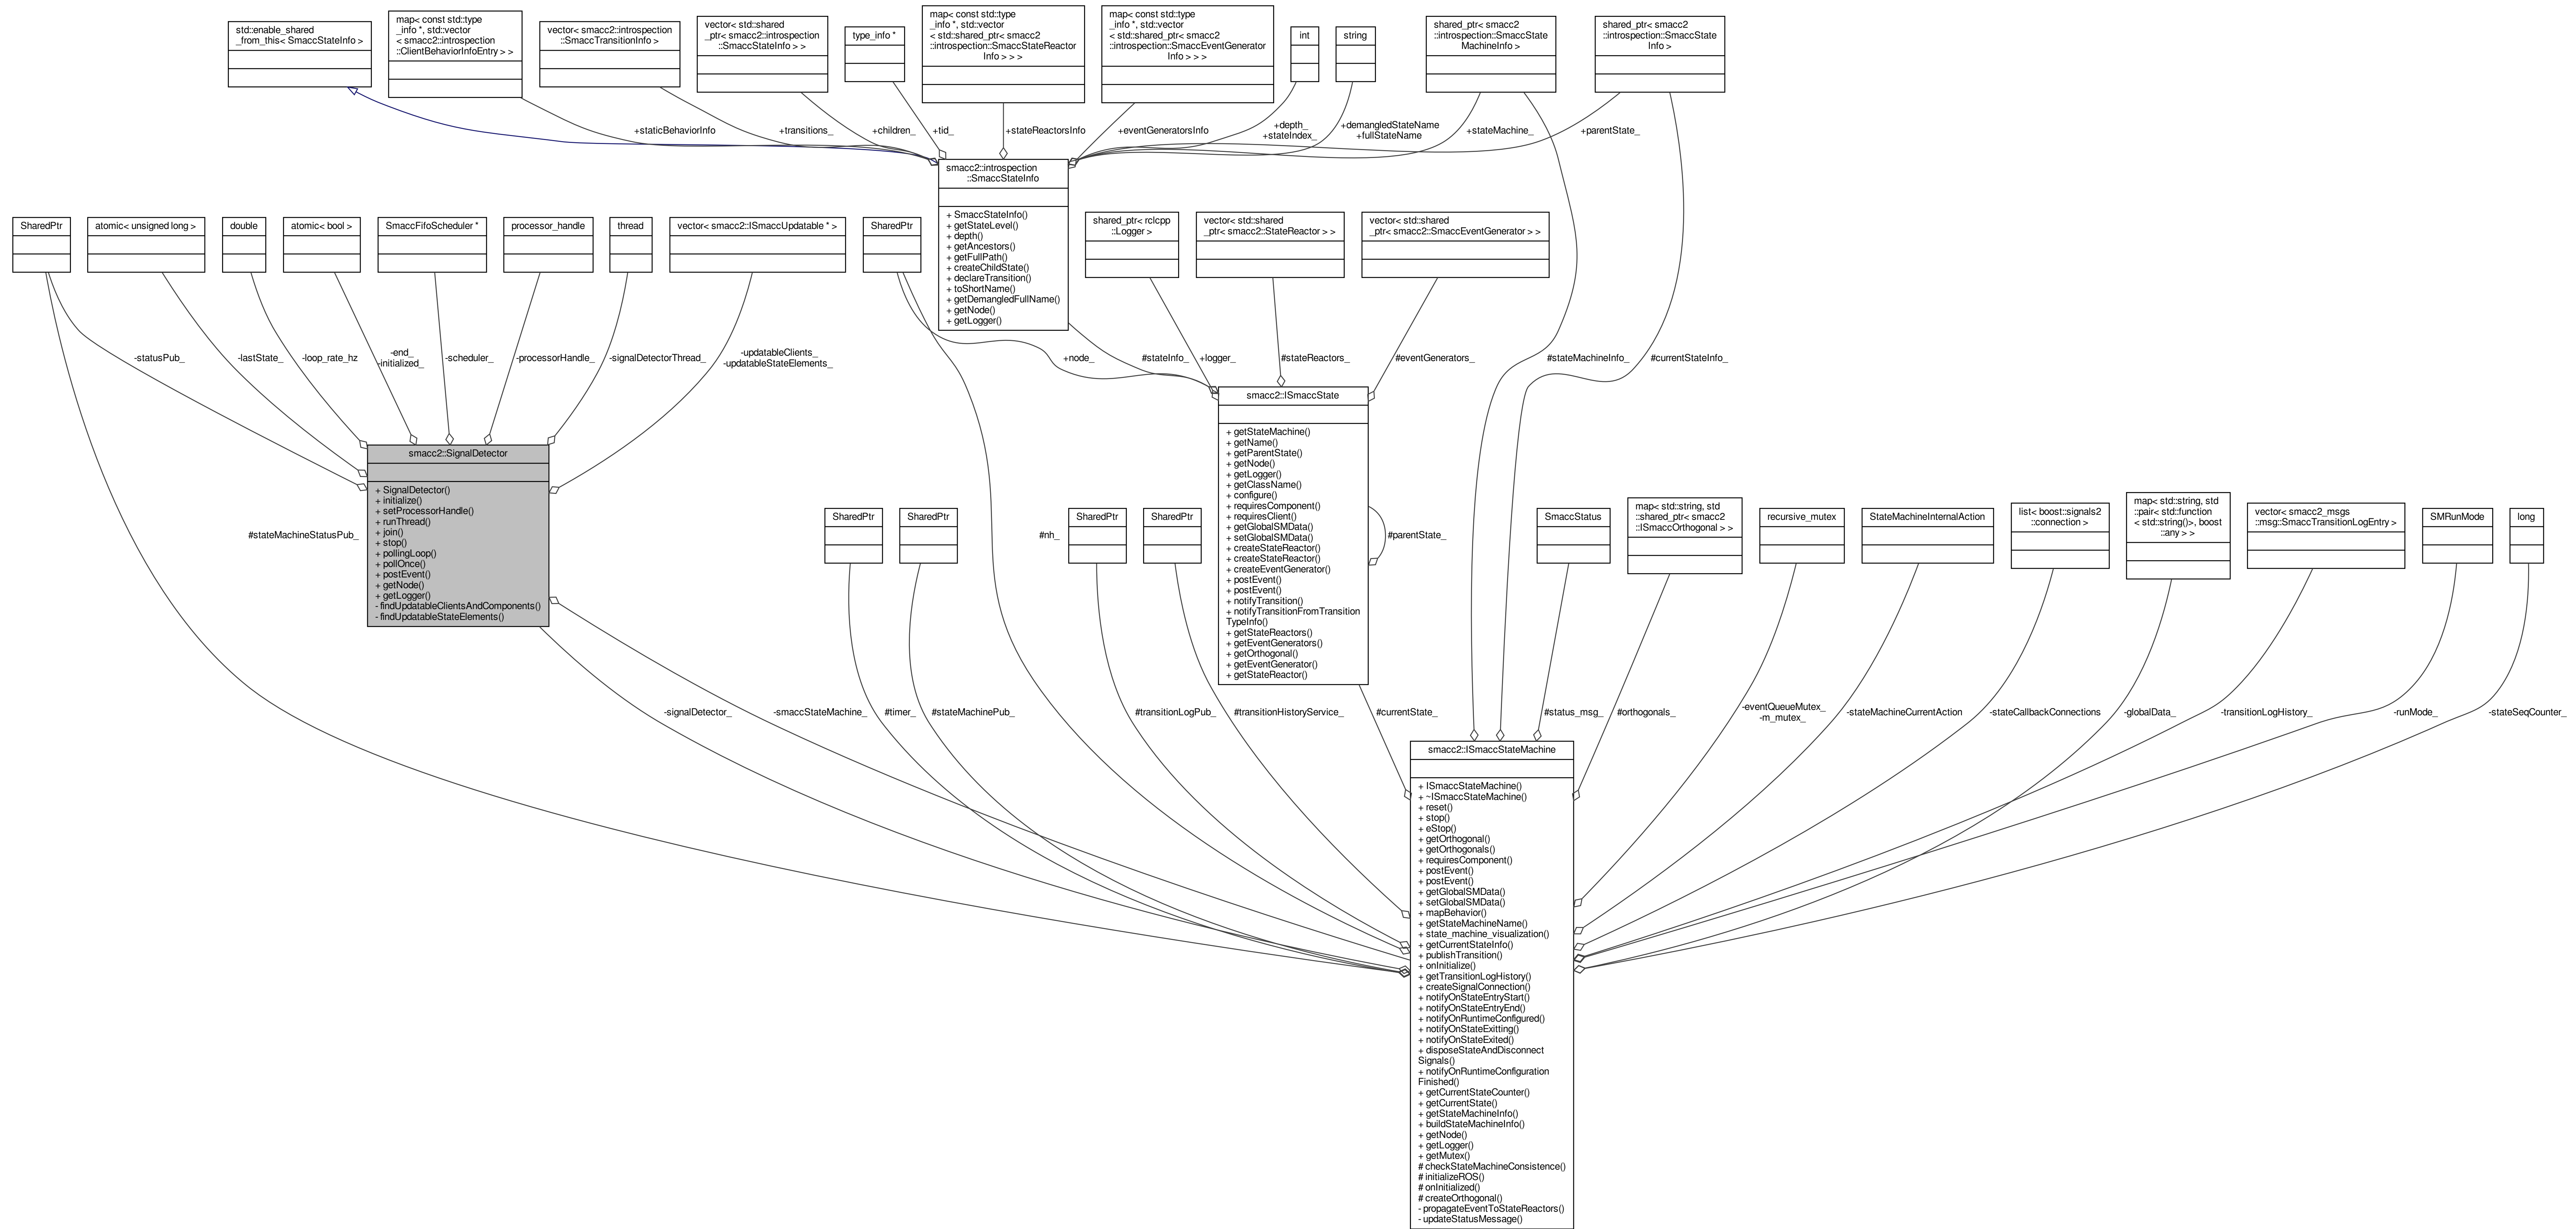 std::enable_shared
_from_this< SmaccStateInfo >
map< const std::type
_info *, std::vector
< smacc2::introspection
::ClientBehaviorInfoEntry > >
vector< smacc2::introspection
::SmaccTransitionInfo >
vector< std::shared
_ptr< smacc2::introspection
::SmaccStateInfo > >
type_info *
map< const std::type
_info *, std::vector
< std::shared_ptr< smacc2
::introspection::SmaccStateReactor
Info > > >
map< const std::type
_info *, std::vector
< std::shared_ptr< smacc2
::introspection::SmaccEventGenerator
Info > > >
int
string
shared_ptr< smacc2
::introspection::SmaccState
MachineInfo >
shared_ptr< smacc2
::introspection::SmaccState
Info >
+staticBehaviorInfo
+transitions_
+children_
+tid_
+stateReactorsInfo
+eventGeneratorsInfo
+depth_
+stateIndex_
+demangledStateName
+fullStateName
+stateMachine_
+parentState_
smacc2::introspection
::SmaccStateInfo
+ SmaccStateInfo()
+ getStateLevel()
+ depth()
+ getAncestors()
+ getFullPath()
+ createChildState()
+ declareTransition()
+ toShortName()
+ getDemangledFullName()
+ getNode()
+ getLogger()
SharedPtr
atomic< unsigned long >
double
atomic< bool >
SmaccFifoScheduler *
processor_handle
thread
vector< smacc2::ISmaccUpdatable * >
SharedPtr
shared_ptr< rclcpp
::Logger >
vector< std::shared
_ptr< smacc2::StateReactor > >
vector< std::shared
_ptr< smacc2::SmaccEventGenerator > >
-statusPub_
-lastState_
-loop_rate_hz
-end_
-initialized_
-scheduler_
-processorHandle_
-signalDetectorThread_
-updatableClients_
-updatableStateElements_
+node_
#stateInfo_
+logger_
#stateReactors_
#eventGenerators_
#stateMachineInfo_
#currentStateInfo_
smacc2::SignalDetector
+ SignalDetector()
+ initialize()
+ setProcessorHandle()
+ runThread()
+ join()
+ stop()
+ pollingLoop()
+ pollOnce()
+ postEvent()
+ getNode()
+ getLogger()
- findUpdatableClientsAndComponents()
- findUpdatableStateElements()
smacc2::ISmaccState
+ getStateMachine()
+ getName()
+ getParentState()
+ getNode()
+ getLogger()
+ getClassName()
+ configure()
+ requiresComponent()
+ requiresClient()
+ getGlobalSMData()
+ setGlobalSMData()
+ createStateReactor()
+ createStateReactor()
+ createEventGenerator()
+ postEvent()
+ postEvent()
+ notifyTransition()
+ notifyTransitionFromTransition
TypeInfo()
+ getStateReactors()
+ getEventGenerators()
+ getOrthogonal()
+ getEventGenerator()
+ getStateReactor()
#parentState_
#stateMachineStatusPub_
#nh_
SharedPtr
SharedPtr
SharedPtr
SharedPtr
SmaccStatus
map< std::string, std
::shared_ptr< smacc2
::ISmaccOrthogonal > >
recursive_mutex
StateMachineInternalAction
list< boost::signals2
::connection >
map< std::string, std
::pair< std::function
< std::string()>, boost
::any > >
vector< smacc2_msgs
::msg::SmaccTransitionLogEntry >
SMRunMode
long
-signalDetector_
-smaccStateMachine_
#timer_
#stateMachinePub_
#transitionLogPub_
#transitionHistoryService_
#currentState_
#status_msg_
#orthogonals_
-eventQueueMutex_
-m_mutex_
-stateMachineCurrentAction
-stateCallbackConnections
-globalData_
-transitionLogHistory_
-runMode_
-stateSeqCounter_
smacc2::ISmaccStateMachine
+ ISmaccStateMachine()
+ ~ISmaccStateMachine()
+ reset()
+ stop()
+ eStop()
+ getOrthogonal()
+ getOrthogonals()
+ requiresComponent()
+ postEvent()
+ postEvent()
+ getGlobalSMData()
+ setGlobalSMData()
+ mapBehavior()
+ getStateMachineName()
+ state_machine_visualization()
+ getCurrentStateInfo()
+ publishTransition()
+ onInitialize()
+ getTransitionLogHistory()
+ createSignalConnection()
+ notifyOnStateEntryStart()
+ notifyOnStateEntryEnd()
+ notifyOnRuntimeConfigured()
+ notifyOnStateExitting()
+ notifyOnStateExited()
+ disposeStateAndDisconnect
Signals()
+ notifyOnRuntimeConfiguration
Finished()
+ getCurrentStateCounter()
+ getCurrentState()
+ getStateMachineInfo()
+ buildStateMachineInfo()
+ getNode()
+ getLogger()
+ getMutex()
# checkStateMachineConsistence()
# initializeROS()
# onInitialized()
# createOrthogonal()
- propagateEventToStateReactors()
- updateStatusMessage()